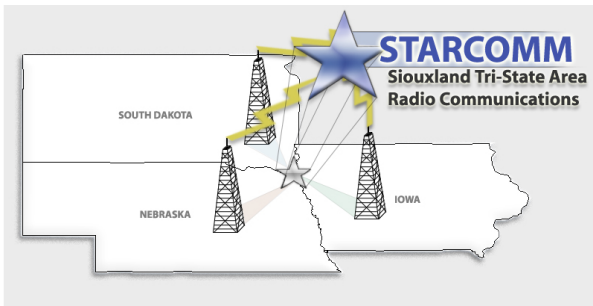 STARCOMM
Siouxland Tri-State Area
Radio Communications
SOUTH DAKOTA
NEBRASKA
IOWA